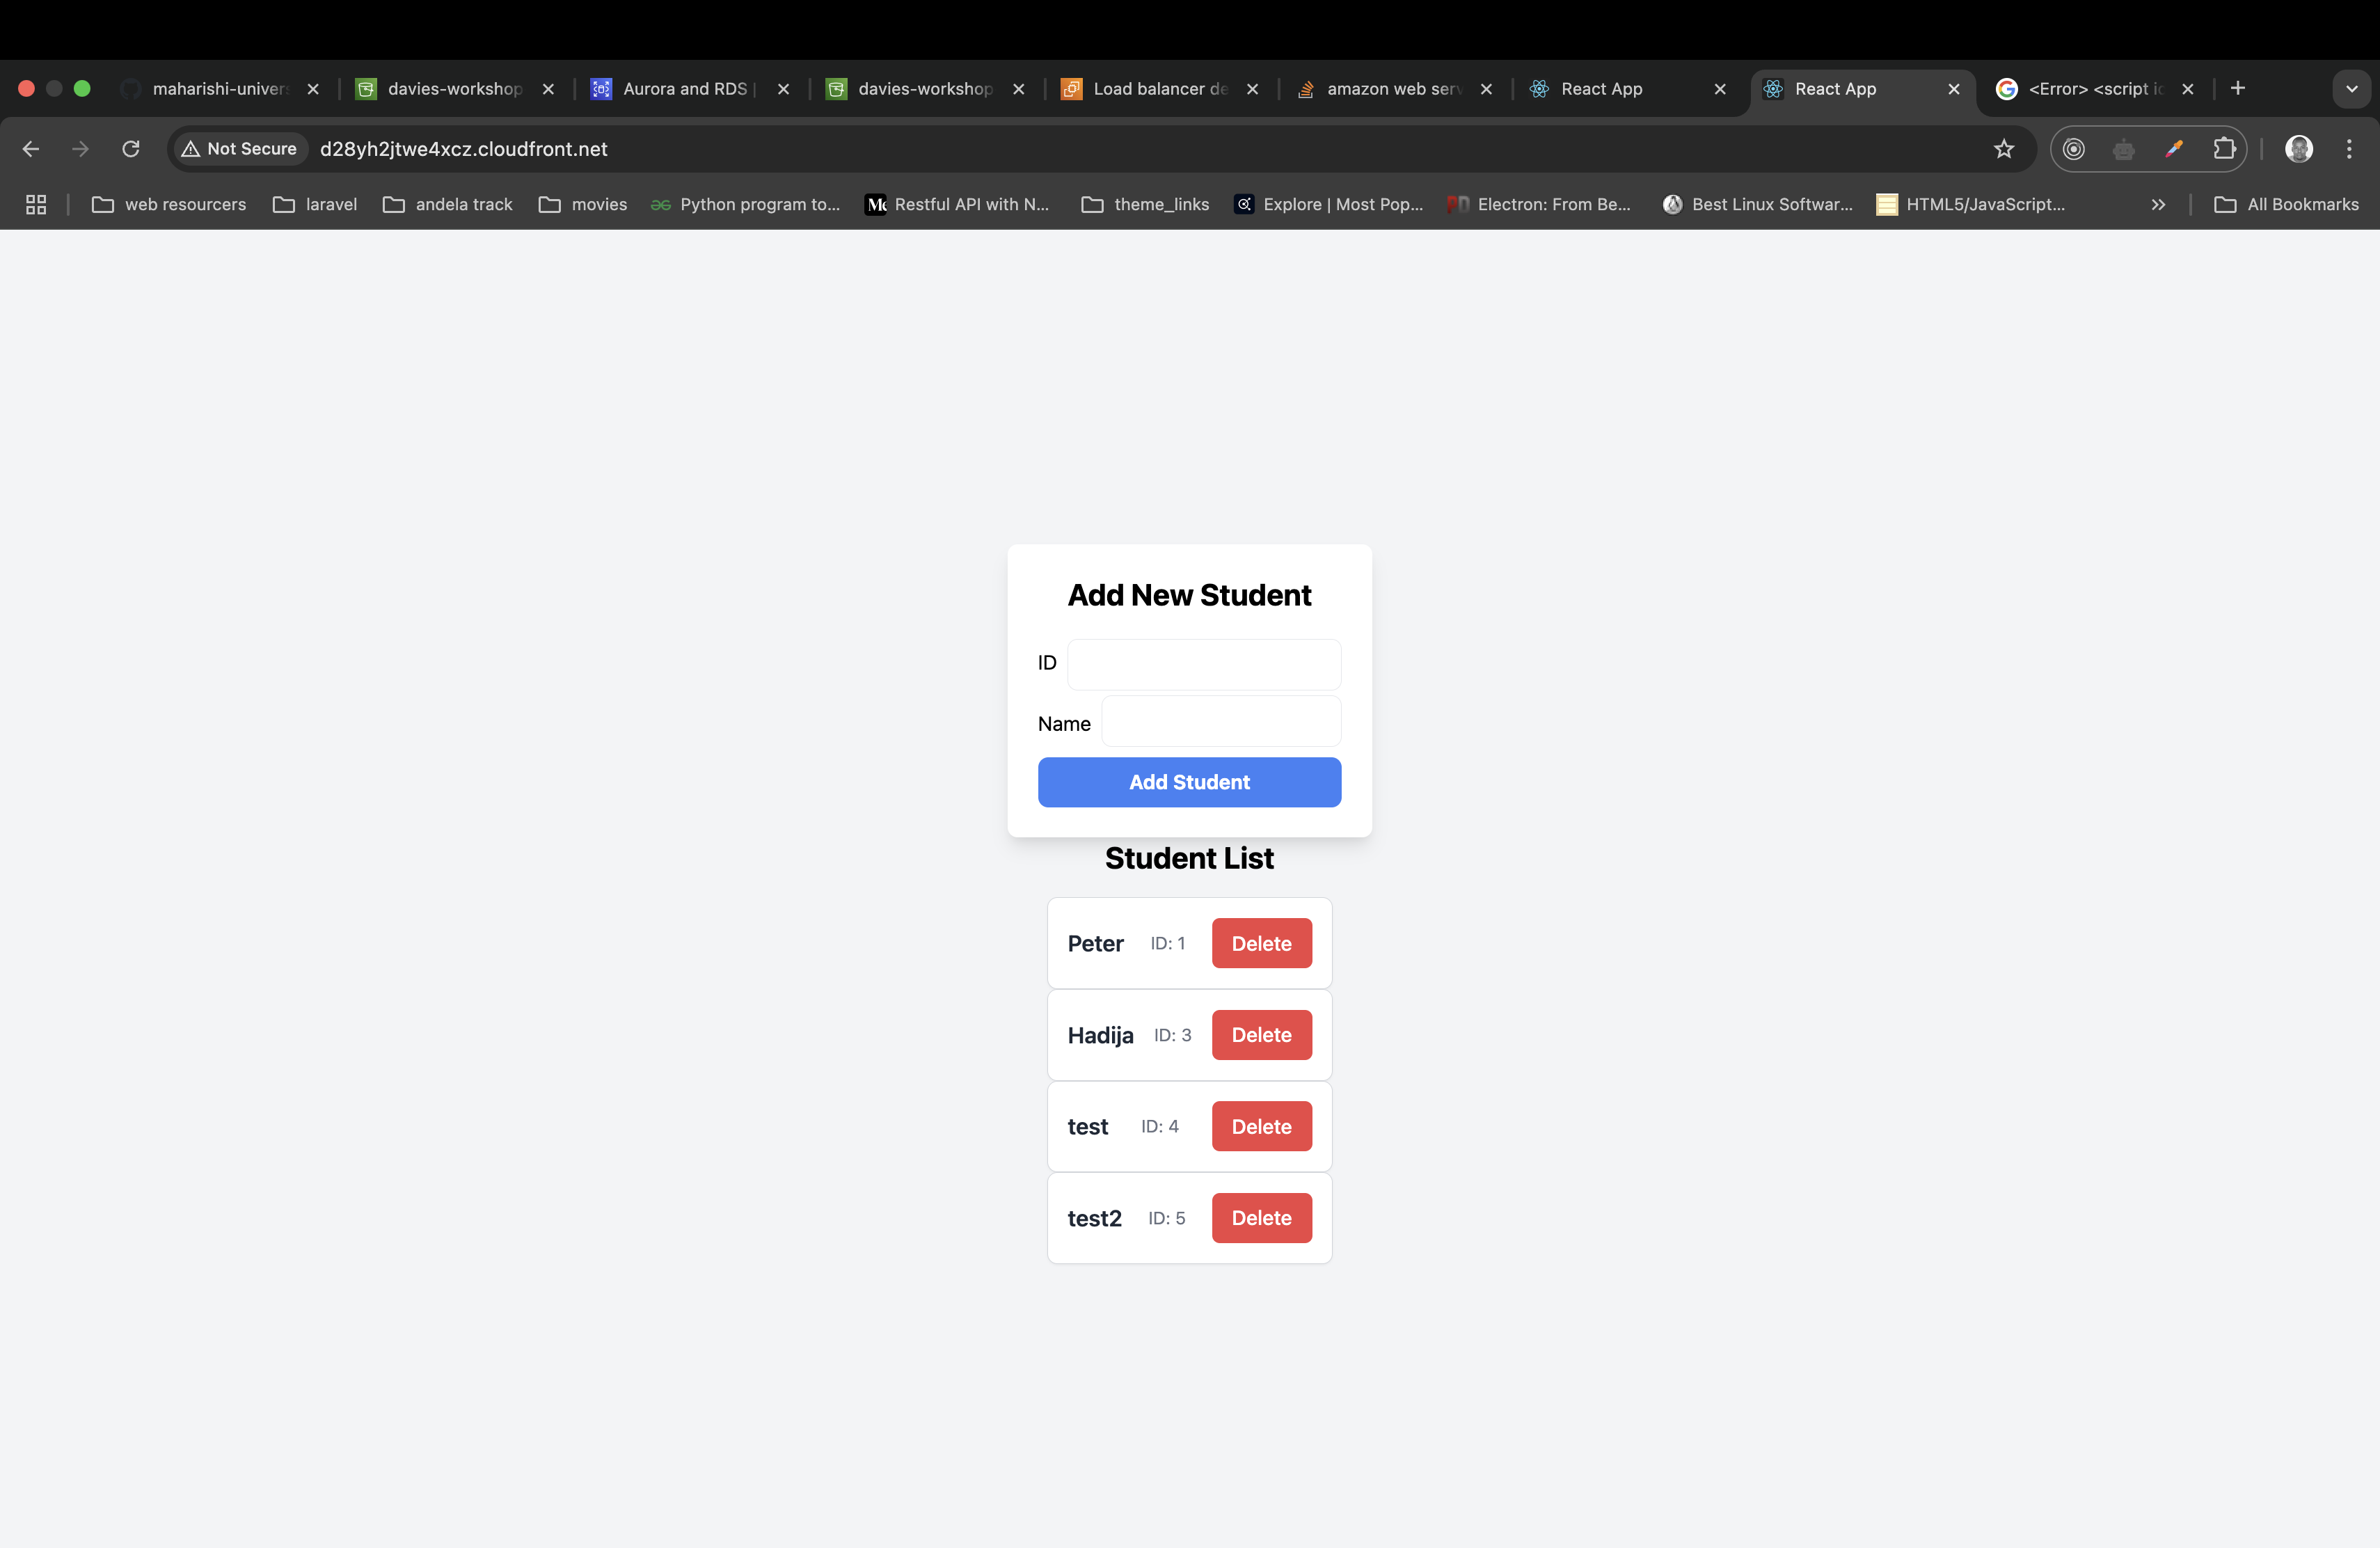 maharishi-univer
davies-workshop
Aurora and RDS |
davies-workshop
Load balancer de
amazon web serv
React App
React App
<Error> <script ic
Not Secure
d28yh2jtwe4xcz.cloudfront.net
web resourcers
laravel
andela track
movies
Python program to...
Restful API with N...
theme_links
Explore | Most Pop...
Electron: From Be...
Best Linux Softwar...
HTML5/JavaScript...
All Bookmarks
Add New Student
ID
Name
Add Student
Student List
Peter ID: 1 Delete
Hadija ID: 3 Delete
test ID: 4 Delete
test2 ID: 5 Delete